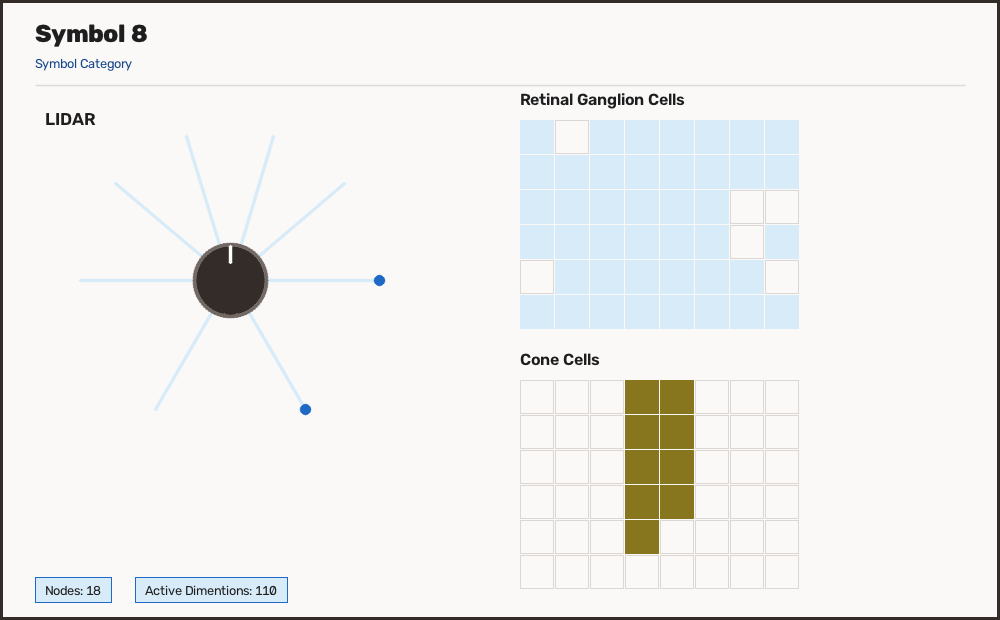 Symbol 8
Symbol Category
LIDAR
Retinal Ganglion Cells
Cone Cells
Nodes: 18
Active Dimentions: 110